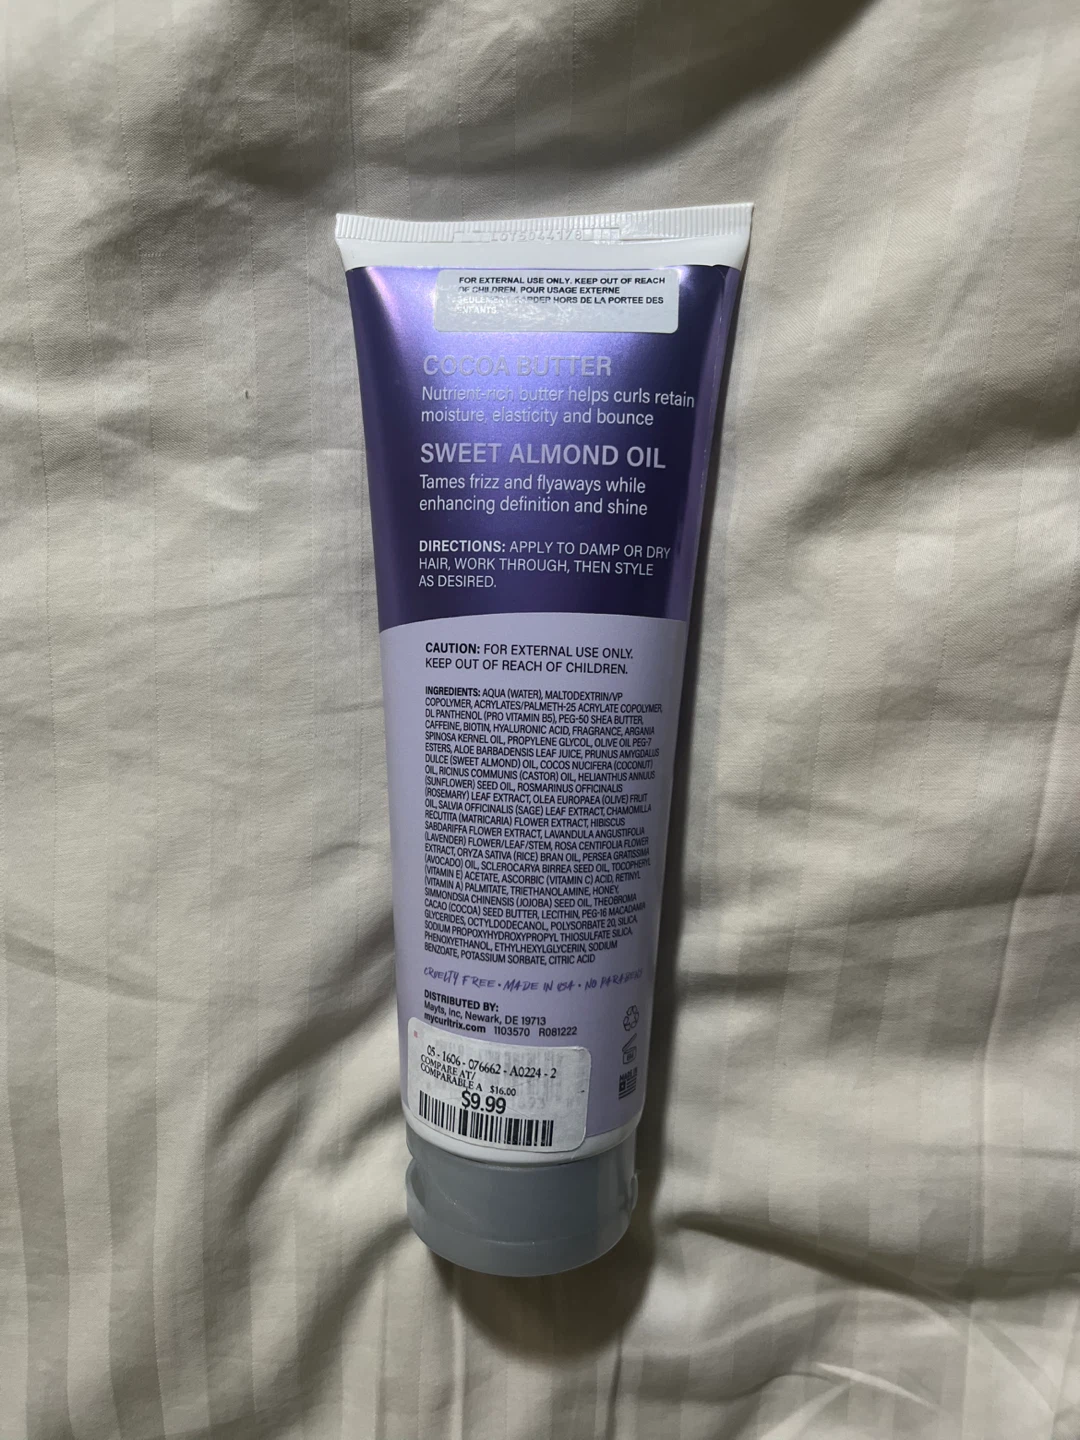 LOT5044178
FOR EXTERNAL USE ONLY. KEEP OUT OF REACH
OF CHILDREN. POUR USAGE EXTERNE
SEULEMENT. GARDER HORS DE LA PORTEE DES
ENFANTS
COCOA BUTTER
Nutrient-rich butter helps curls retain
moisture, elasticity and bounce
SWEET ALMOND OIL
Tames frizz and flyaways while
enhancing definition and shine
DIRECTIONS: APPLY TO DAMP OR DRY
HAIR, WORK THROUGH, THEN STYLE
AS DESIRED.
CAUTION: FOR EXTERNAL USE ONLY.
KEEP OUT OF REACH OF CHILDREN.
INGREDIENTS: AQUA (WATER), MALTODEXTRIN/VP
COPOLYMER, ACRYLATES/PALMETH-25 ACRYLATE COPOLYMER,
DL PANTHENOL (PRO VITAMIN B5), PEG-50 SHEA BUTTER,
CAFFEINE, BIOTIN, HYALURONIC ACID, FRAGRANCE, ARGANIA
SPINOSA KERNEL OIL, PROPYLENE GLYCOL, OLIVE OIL PEG-7
ESTERS, ALOE BARBADENSIS LEAF JUICE, PRUNUS AMYGDALUS
DULCE (SWEET ALMOND) OIL, COCOS NUCIFERA (COCONUT)
OIL, RICINUS COMMUNIS (CASTOR) OIL, HELIANTHUS ANNUUS
(SUNFLOWER) SEED OIL, ROSMARINUS OFFICINALIS
(ROSEMARY) LEAF EXTRACT, OLEA EUROPAEA (OLIVE) FRUIT
OIL, SALVIA OFFICINALIS (SAGE) LEAF EXTRACT, CHAMOMILLA
RECUTITA (MATRICARIA) FLOWER EXTRACT, HIBISCUS
SABDARIFFA FLOWER EXTRACT, LAVANDULA ANGUSTIFOLIA
(LAVENDER) FLOWER/LEAF/STEM, ROSA CENTIFOLIA FLOWER
EXTRACT, ORYZA SATIVA (RICE) BRAN OIL, PERSEA GRATISSIMA
(AVOCADO) OIL, SCLEROCARYA BIRREA SEED OIL, TOCOPHERYL
(VITAMIN E) ACETATE, ASCORBIC (VITAMIN C) ACID, RETINYL
(VITAMIN A) PALMITATE, TRIETHANOLAMINE, HONEY,
SIMMONDSIA CHINENSIS (JOJOBA) SEED OIL, THEOBROMA
CACAO (COCOA) SEED BUTTER, LECITHIN, PEG-16 MACADAMIA
GLYCERIDES, OCTYLDODECANOL, POLYSORBATE 20, SILICA,
SODIUM PROPOXYHYDROXYPROPYL THIOSULFATE SILICA,
PHENOXYETHANOL, ETHYLHEXYLGLYCERIN, SODIUM
BENZOATE, POTASSIUM SORBATE, CITRIC ACID
CRUELTY FREE • MADE IN USA • NO PARABENS
DISTRIBUTED BY:
Mayts, Inc, Newark, DE 19713
mycurltrix.com 1103570 R081222
MADE IN
05 - 1606 - 076662 - A0224 - 2
COMPARE AT/
COMPARABLE A $16.00
$9.99